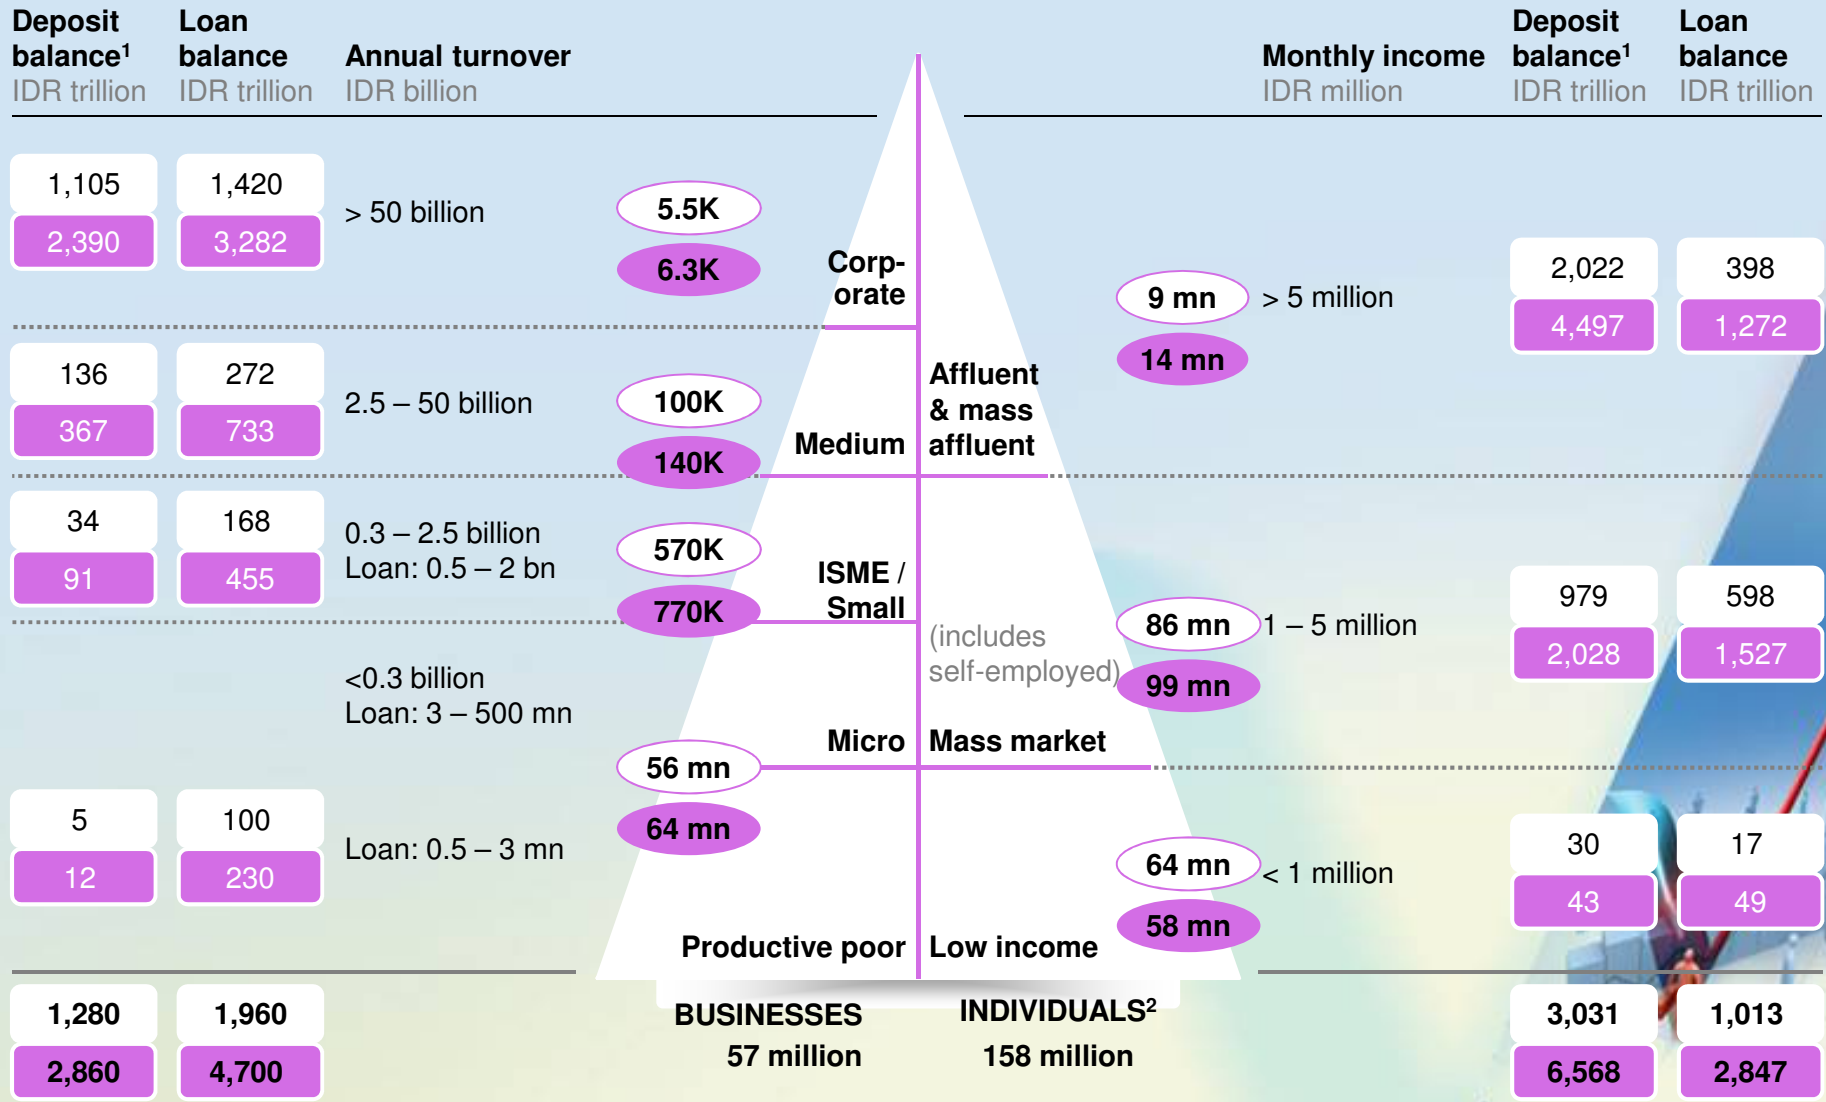 Deposit balance¹
IDR trillion
Loan balance
IDR trillion
Annual turnover
IDR billion
Monthly income
IDR million
Deposit balance¹
IDR trillion
Loan balance
IDR trillion
1,105
1,420
2,390
3,282
> 50 billion
5.5K
6.3K
Corp-
orate
136
272
367
733
2.5 – 50 billion
100K
140K
Medium
34
168
91
455
0.3 – 2.5 billion
Loan: 0.5 – 2 bn
570K
770K
ISME /
Small
<0.3 billion
Loan: 3 – 500 mn
Micro
56 mn
64 mn
5
100
12
230
Loan: 0.5 – 3 mn
Productive poor
1,280
1,960
2,860
4,700
BUSINESSES
57 million
Affluent
& mass
affluent
9 mn
14 mn
> 5 million
2,022
398
4,497
1,272
(includes
self-employed)
Mass market
86 mn
99 mn
1 – 5 million
979
598
2,028
1,527
Low income
64 mn
58 mn
< 1 million
30
17
43
49
INDIVIDUALS²
158 million
3,031
1,013
6,568
2,847